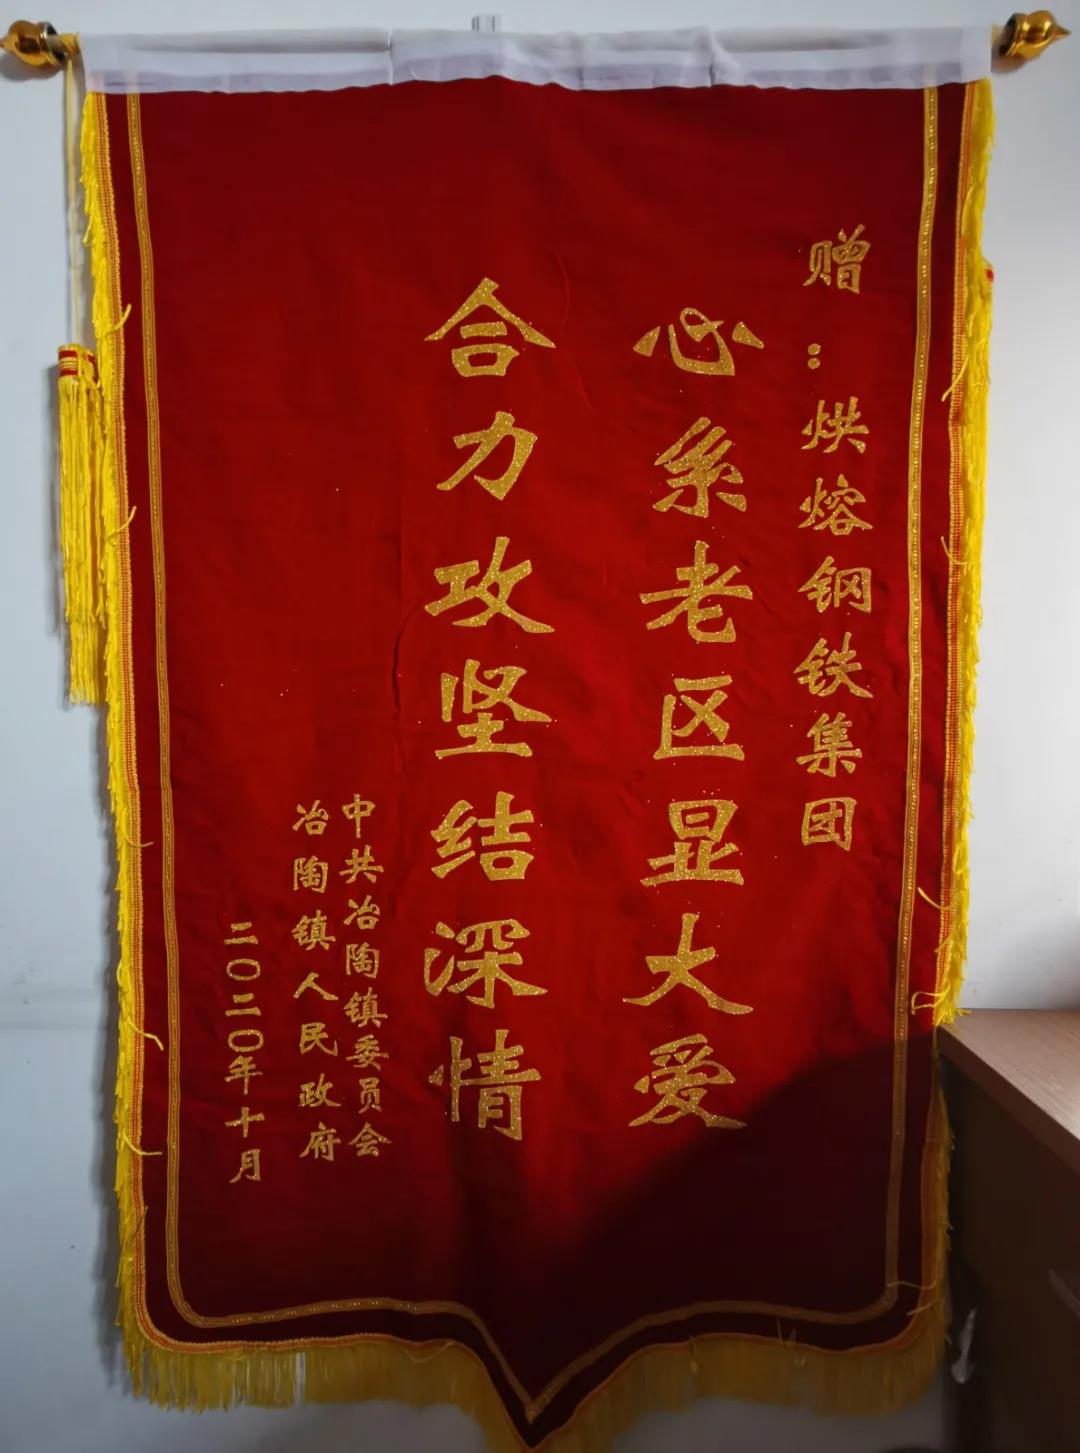 赠：烘熔钢铁集团
心系老区显大爱
合力攻坚结深情
中共冶陶镇委员会
冶陶镇人民政府
二〇二〇年十月